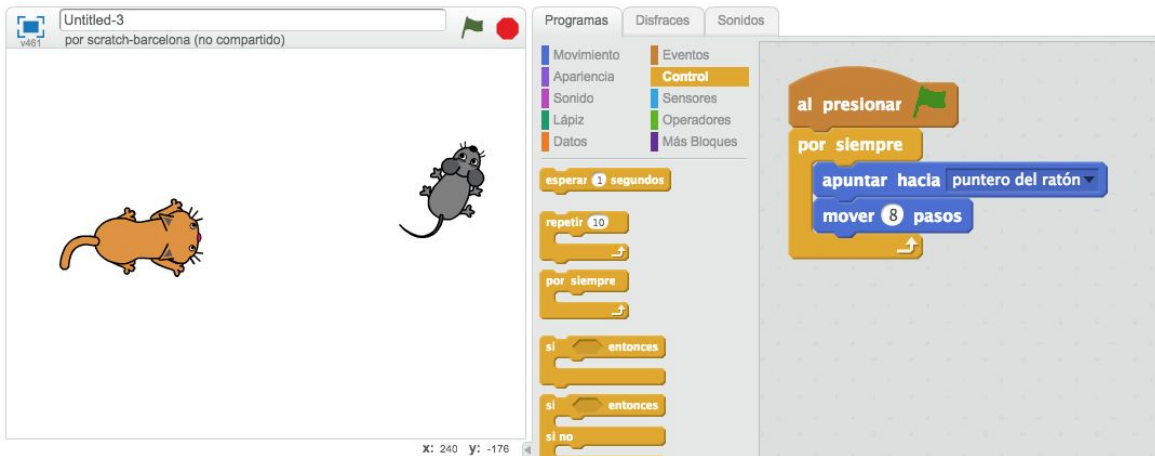 Untitled-3
v461
por scratch-barcelona (no compartido)
x: 240 y: -176
Programas Disfraces Sonidos
Movimiento Eventos
Apariencia Control
Sonido Sensores
Lápiz Operadores
Datos Más Bloques
esperar 1 segundos
repetir 10
por siempre
si entonces
si entonces
si no
al presionar
por siempre
apuntar hacia puntero del ratón
mover 8 pasos